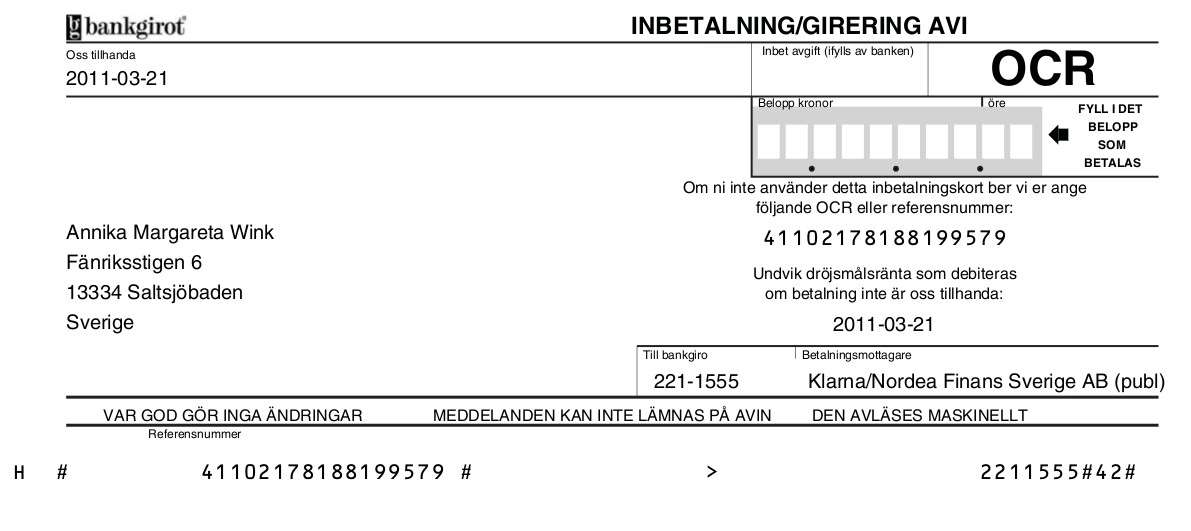 bankgirot
INBETALNING/GIRERING AVI
Oss tillhanda
2011-03-21
Inbet avgift (ifylls av banken)
OCR
Belopp kronor
öre
FYLL I DET
BELOPP
SOM
BETALAS
Om ni inte använder detta inbetalningskort ber vi er ange
följande OCR eller referensnummer:
41102178188199579
Annika Margareta Wink
Fänriksstigen 6
13334 Saltsjöbaden
Sverige
Undvik dröjsmålsränta som debiteras
om betalning inte är oss tillhanda:
2011-03-21
Till bankgiro
Betalningsmottagare
221-1555
Klarna/Nordea Finans Sverige AB (publ)
VAR GOD GÖR INGA ÄNDRINGAR MEDDELANDEN KAN INTE LÄMNAS PÅ AVIN DEN AVLÄSES MASKINELLT
Referensnummer
H # 41102178188199579 # > 2211555#42#